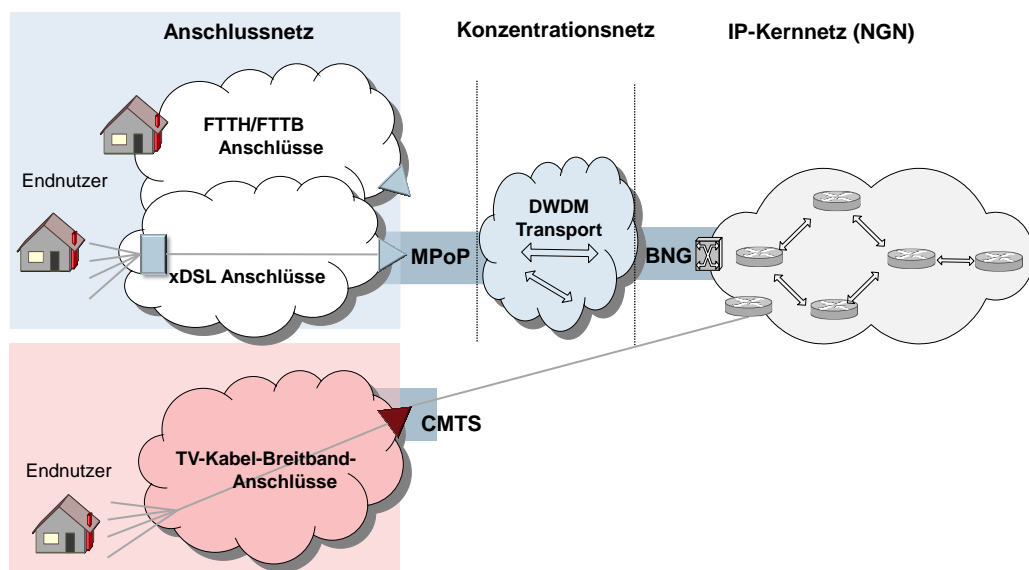 Anschlussnetz
Konzentrationsnetz
IP-Kernnetz (NGN)
FTTH/FTTB
Anschlüsse
Endnutzer
DWDM
Transport
MPoP
BNG
xDSL Anschlüsse
CMTS
TV-Kabel-Breitband-
Anschlüsse
Endnutzer